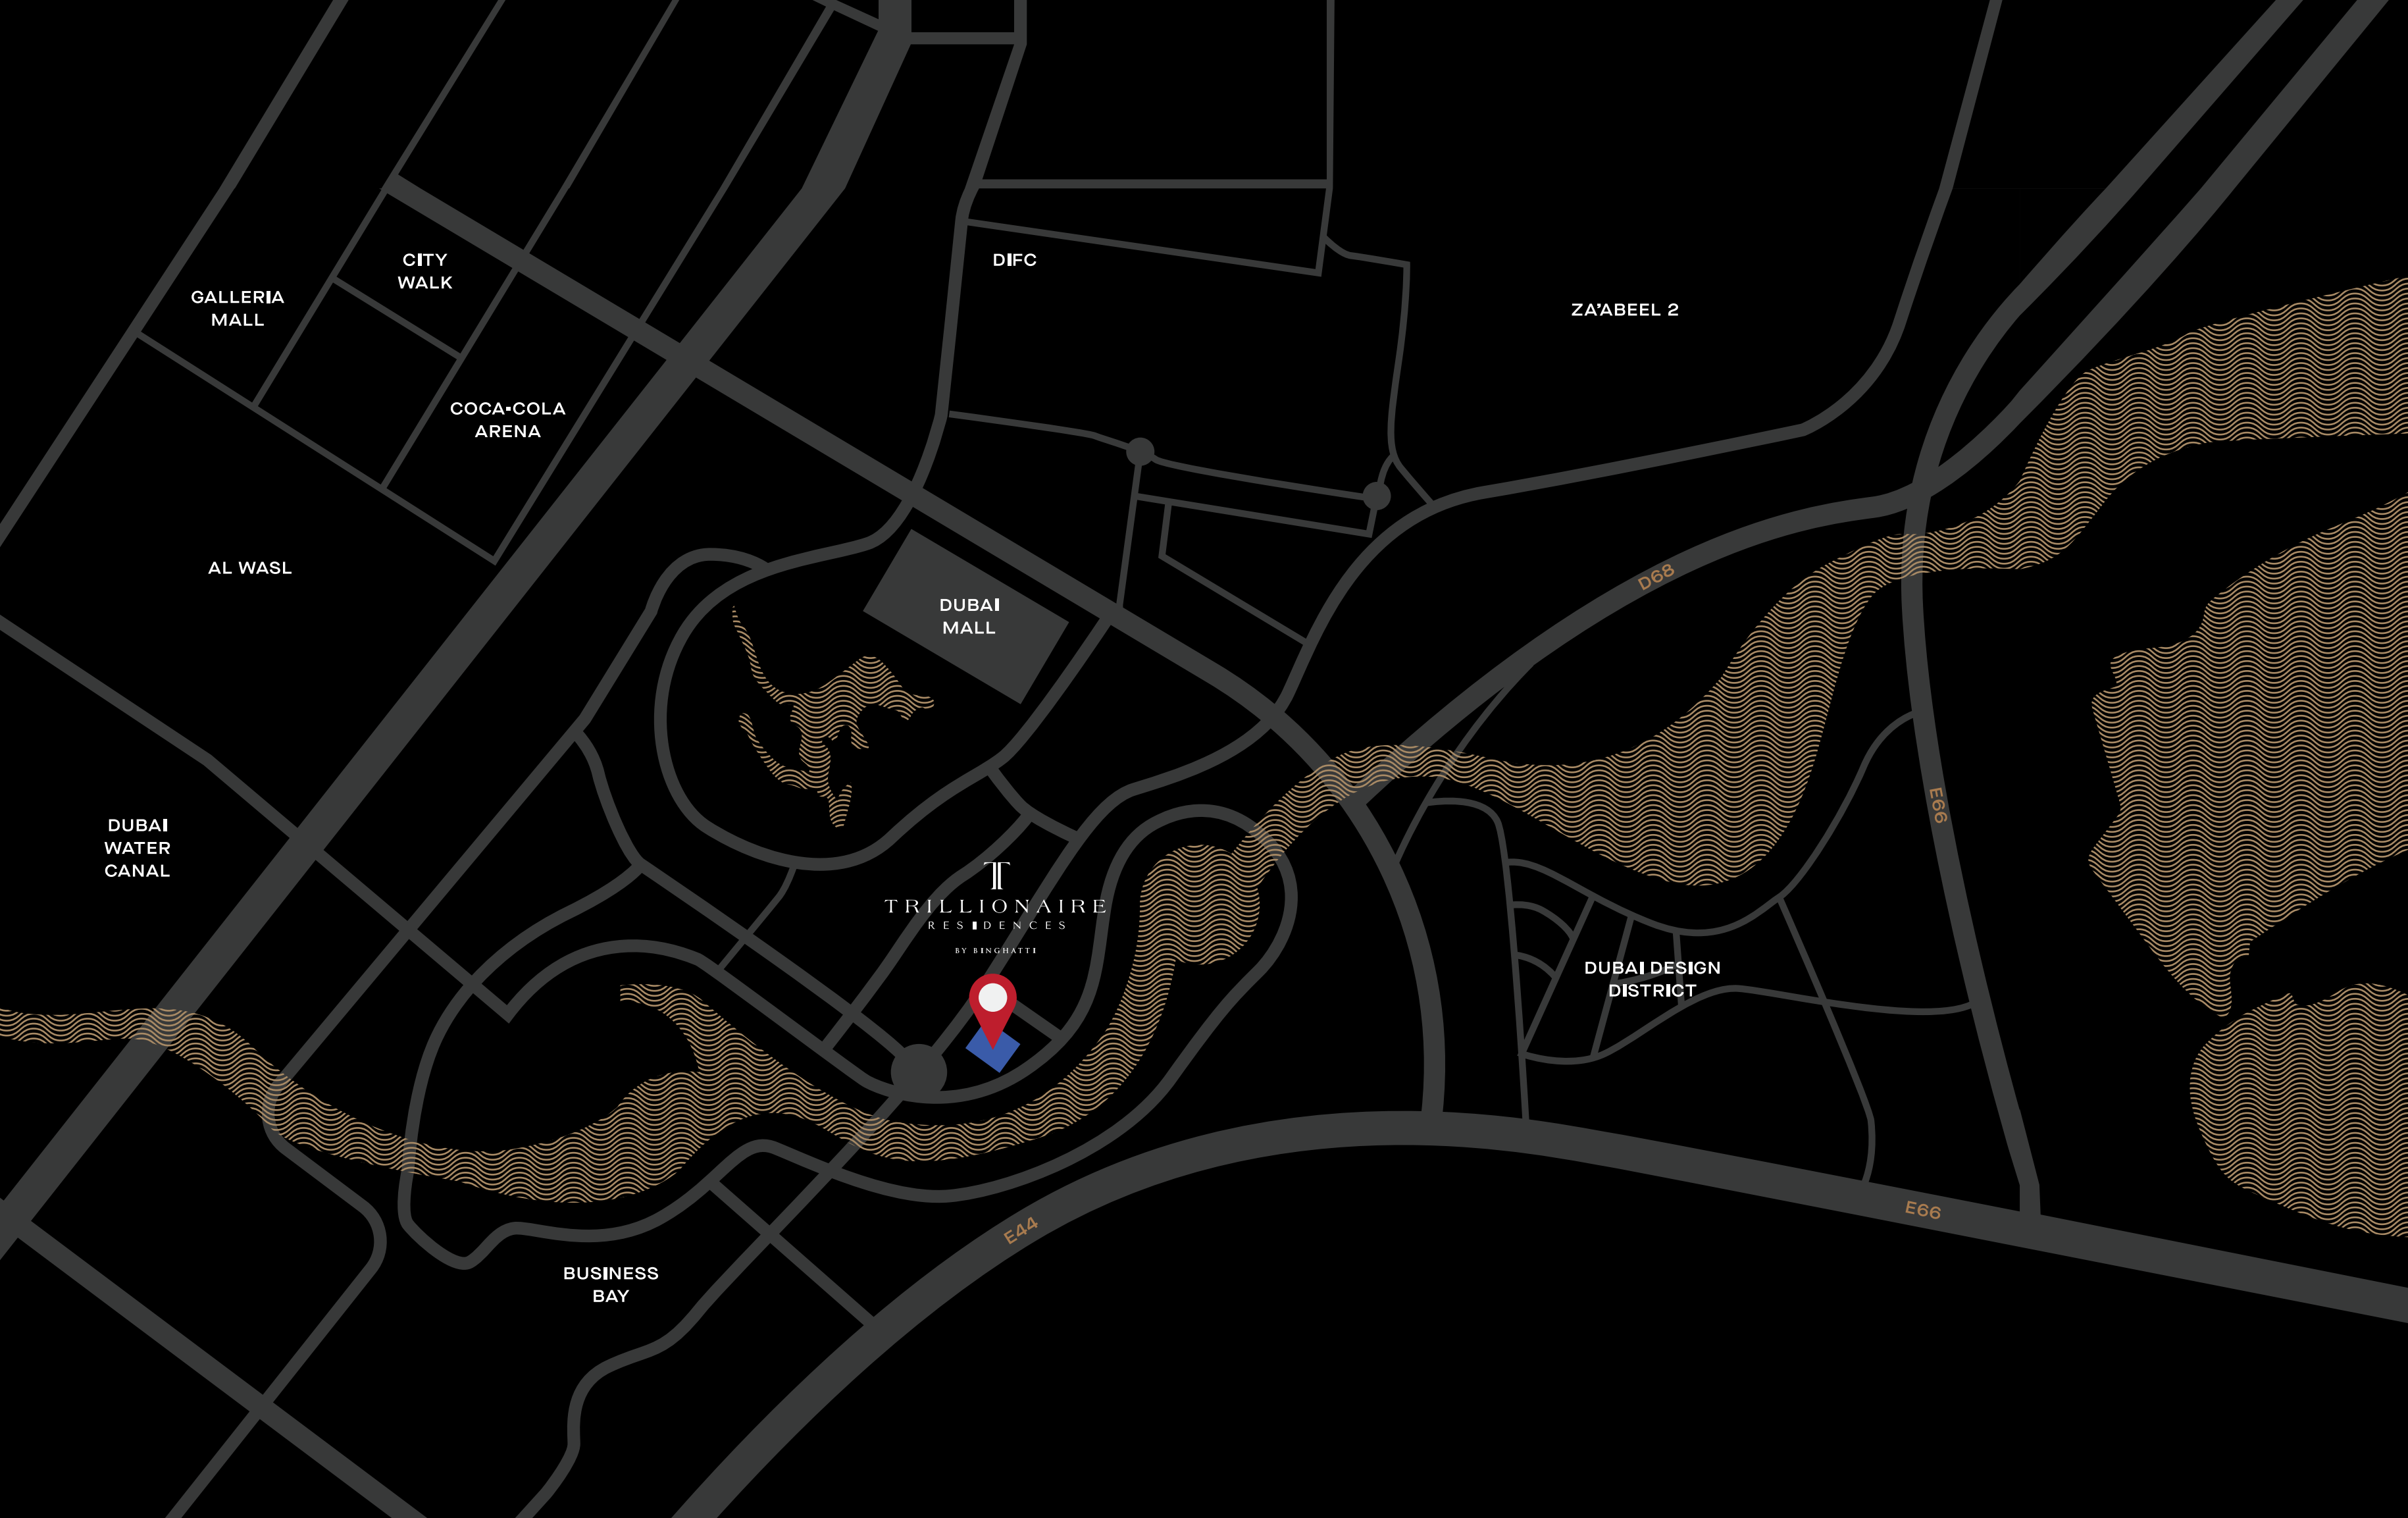 CITY
WALK
DIFC
GALLERIA
MALL
ZA'ABEEL 2
COCA-COLA
ARENA
AL WASL
D68
DUBAI
MALL
E66
DUBAI
WATER
CANAL
T
TRILLIONAIRE
RESIDENCES
BY BINGHATTI
DUBAI DESIGN
DISTRICT
E66
E44
BUSINESS
BAY